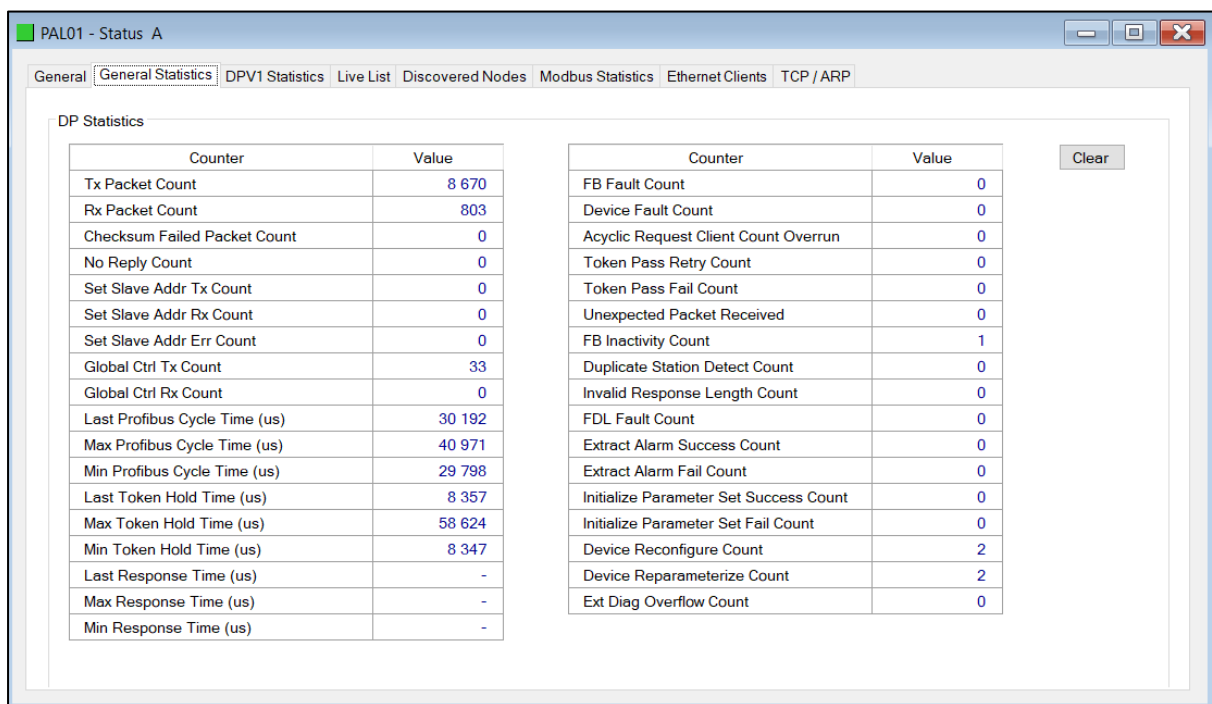 PAL01 - Status A
General General Statistics DPV1 Statistics Live List Discovered Nodes Modbus Statistics Ethernet Clients TCP / ARP
DP Statistics
Counter Value Counter Value Clear
Tx Packet Count 8 670 FB Fault Count 0
Rx Packet Count 803 Device Fault Count 0
Checksum Failed Packet Count 0 Acyclic Request Client Count Overrun 0
No Reply Count 0 Token Pass Retry Count 0
Set Slave Addr Tx Count 0 Token Pass Fail Count 0
Set Slave Addr Rx Count 0 Unexpected Packet Received 0
Set Slave Addr Err Count 0 FB Inactivity Count 1
Global Ctrl Tx Count 33 Duplicate Station Detect Count 0
Global Ctrl Rx Count 0 Invalid Response Length Count 0
Last Profibus Cycle Time (us) 30 192 FDL Fault Count 0
Max Profibus Cycle Time (us) 40 971 Extract Alarm Success Count 0
Min Profibus Cycle Time (us) 29 798 Extract Alarm Fail Count 0
Last Token Hold Time (us) 8 357 Initialize Parameter Set Success Count 0
Max Token Hold Time (us) 58 624 Initialize Parameter Set Fail Count 0
Min Token Hold Time (us) 8 347 Device Reconfigure Count 2
Last Response Time (us) - Device Reparameterize Count 2
Max Response Time (us) - Ext Diag Overflow Count 0
Min Response Time (us) -